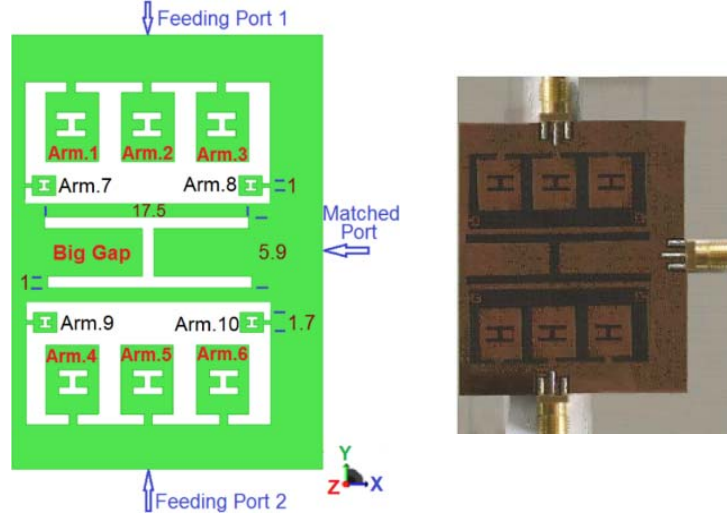 Feeding Port 1
Arm.1 Arm.2 Arm.3
Arm.7 Arm.8 1
17.5
Matched
Port
Big Gap 5.9
1
Arm.9 Arm.10 1.7
Arm.4 Arm.5 Arm.6
Y
Z X
Feeding Port 2